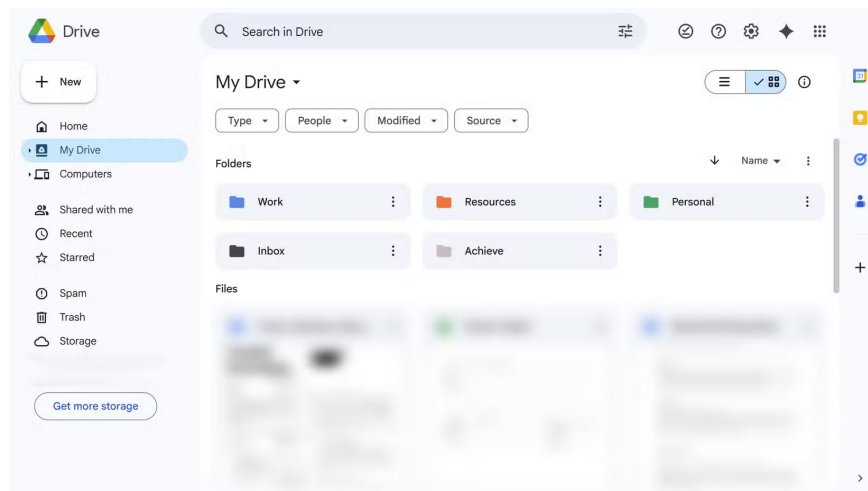 Drive
Search in Drive
New
Home
My Drive
Computers
Shared with me
Recent
Starred
Spam
Trash
Storage
Get more storage
My Drive
Type People Modified Source
Folders Name
Work Resources Personal
Inbox Achieve
Files
31